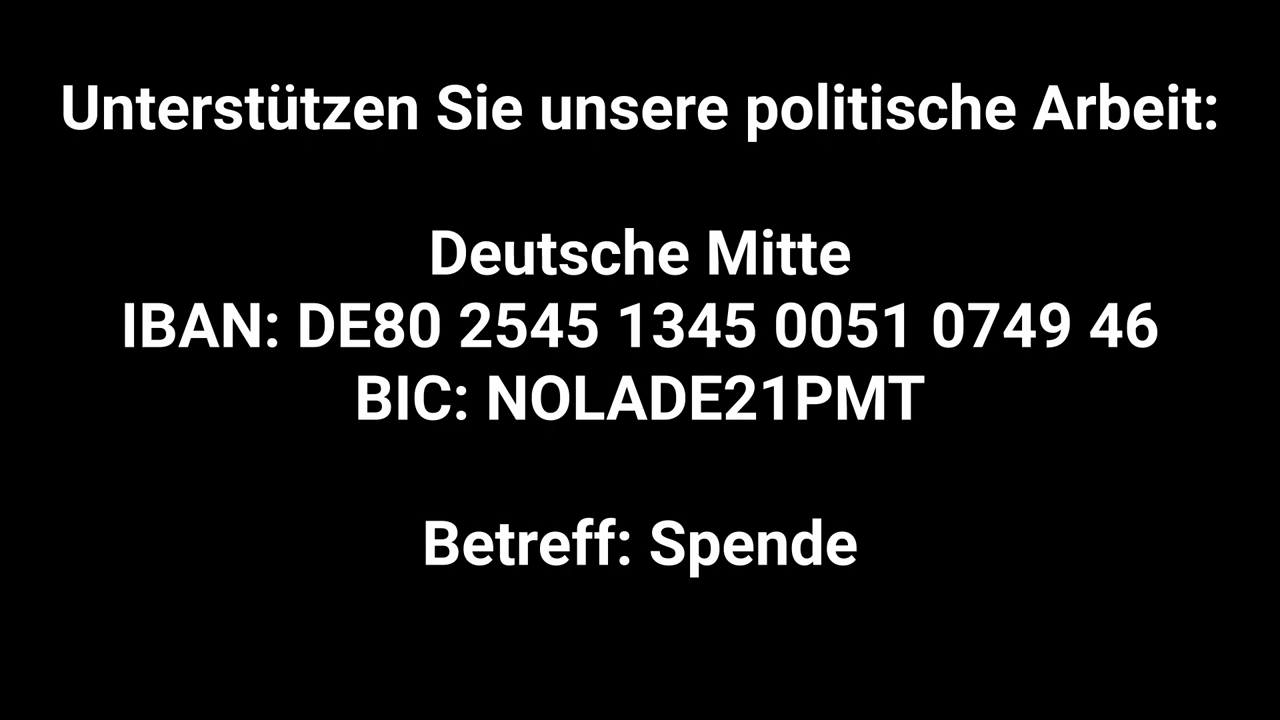 Unterstützen Sie unsere politische Arbeit:
Deutsche Mitte
IBAN: DE80 2545 1345 0051 0749 46
BIC: NOLADE21PMT
Betreff: Spende